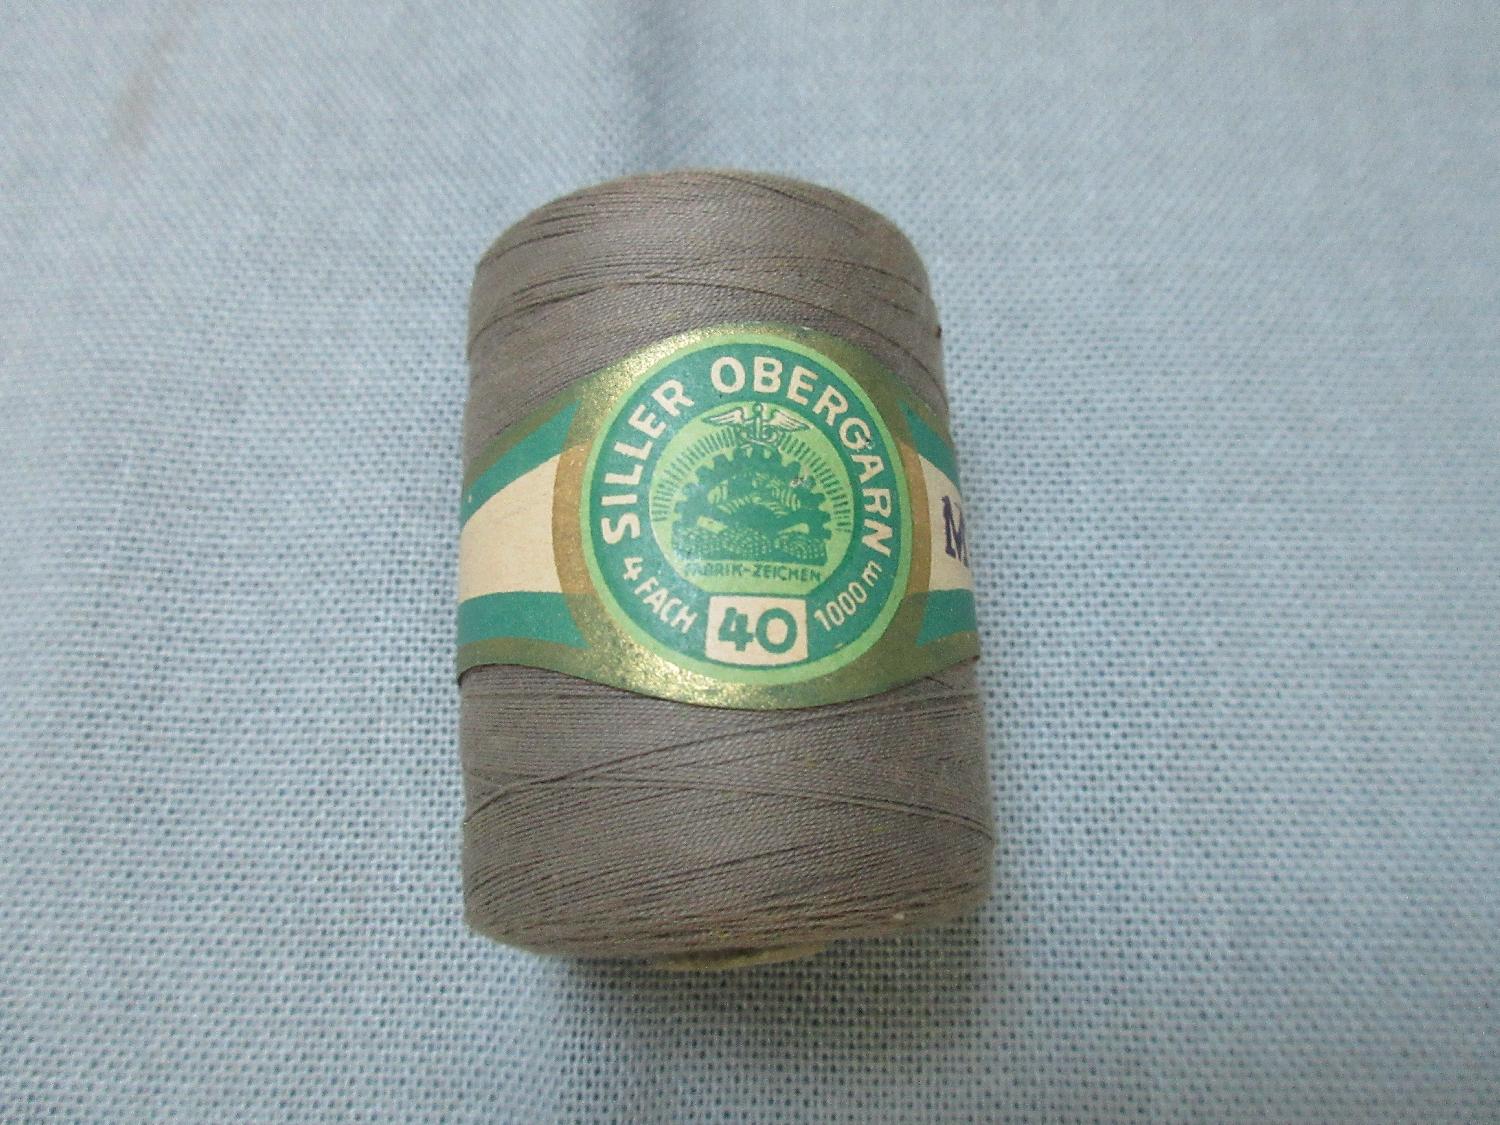 SILLER OBERGARN
FABRIK-ZEICHEN
4 FACH
40
1000 m
M